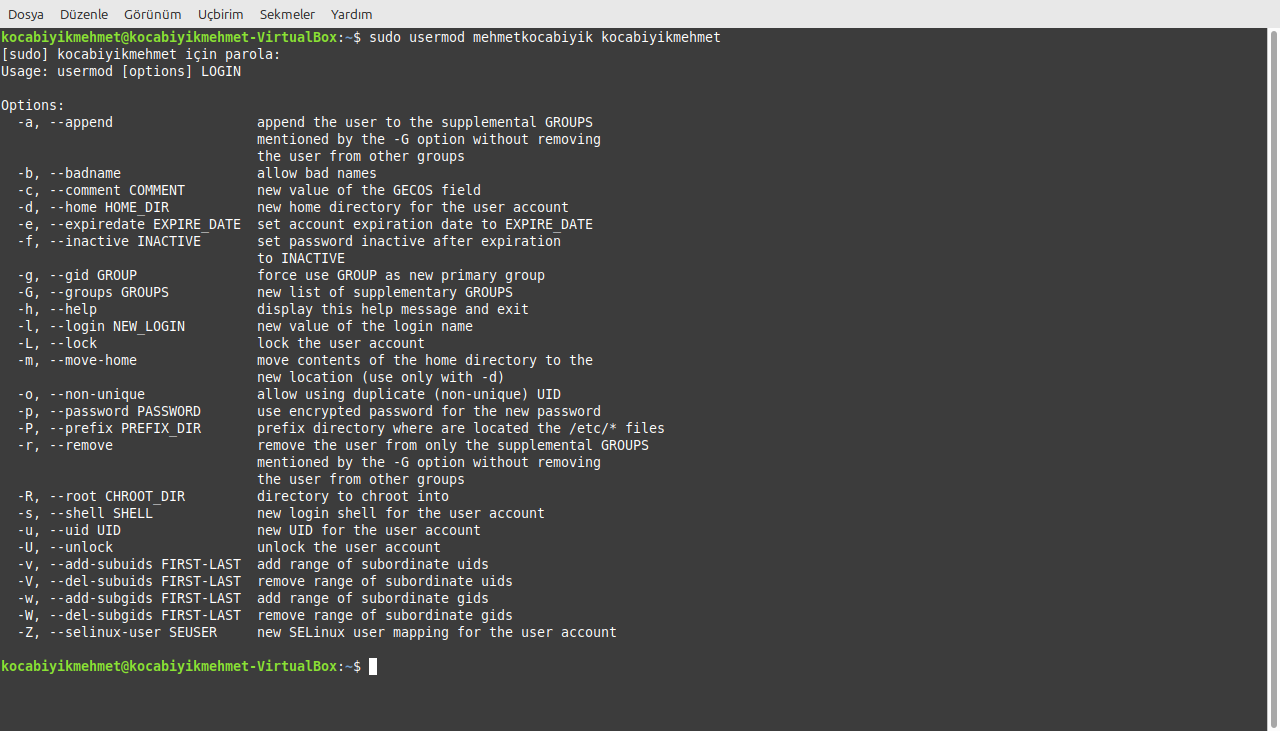 Dosya Düzenle Görünüm Uçbirim Sekmeler Yardım
kocabiyikmehmet@kocabiyikmehmet-VirtualBox:~$ sudo usermod mehmetkocabiyik kocabiyikmehmet
[sudo] kocabiyikmehmet için parola:
Usage: usermod [options] LOGIN

Options:
  -a, --append                  append the user to the supplemental GROUPS
                                mentioned by the -G option without removing
                                the user from other groups
  -b, --badname                 allow bad names
  -c, --comment COMMENT         new value of the GECOS field
  -d, --home HOME_DIR           new home directory for the user account
  -e, --expiredate EXPIRE_DATE  set account expiration date to EXPIRE_DATE
  -f, --inactive INACTIVE       set password inactive after expiration
                                to INACTIVE
  -g, --gid GROUP               force use GROUP as new primary group
  -G, --groups GROUPS           new list of supplementary GROUPS
  -h, --help                    display this help message and exit
  -l, --login NEW_LOGIN         new value of the login name
  -L, --lock                    lock the user account
  -m, --move-home               move contents of the home directory to the
                                new location (use only with -d)
  -o, --non-unique              allow using duplicate (non-unique) UID
  -p, --password PASSWORD       use encrypted password for the new password
  -P, --prefix PREFIX_DIR       prefix directory where are located the /etc/* files
  -r, --remove                  remove the user from only the supplemental GROUPS
                                mentioned by the -G option without removing
                                the user from other groups
  -R, --root CHROOT_DIR         directory to chroot into
  -s, --shell SHELL             new login shell for the user account
  -u, --uid UID                 new UID for the user account
  -U, --unlock                  unlock the user account
  -v, --add-subuids FIRST-LAST  add range of subordinate uids
  -V, --del-subuids FIRST-LAST  remove range of subordinate uids
  -w, --add-subgids FIRST-LAST  add range of subordinate gids
  -W, --del-subgids FIRST-LAST  remove range of subordinate gids
  -Z, --selinux-user SEUSER     new SELinux user mapping for the user account

kocabiyikmehmet@kocabiyikmehmet-VirtualBox:~$